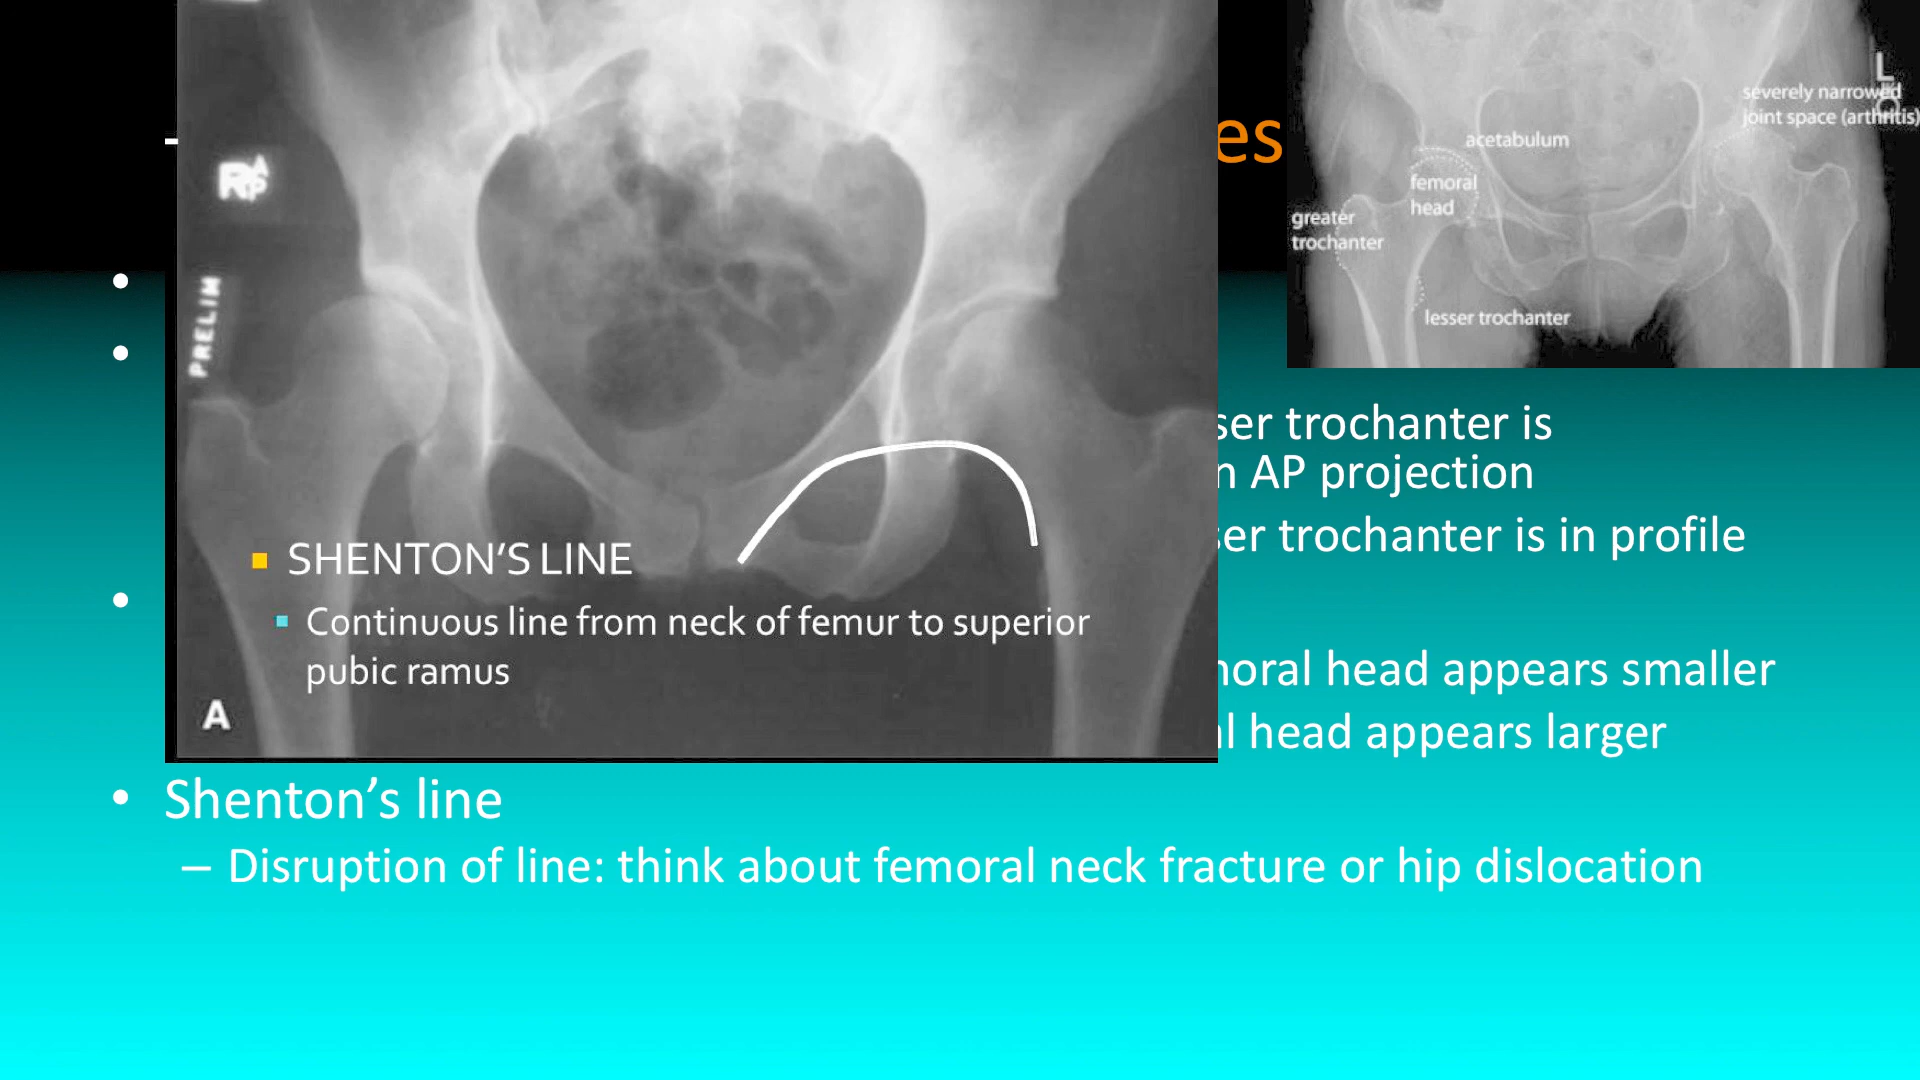 es
severely narrowed
joint space (arthritis)
L
acetabulum
femoral
head
greater
trochanter
lesser trochanter
PRELIM
ser trochanter is
AP projection
ser trochanter is in profile
SHENTON'S LINE
Continuous line from neck of femur to superior
pubic ramus
A
moral head appears smaller
head appears larger
• Shenton’s line
– Disruption of line: think about femoral neck fracture or hip dislocation